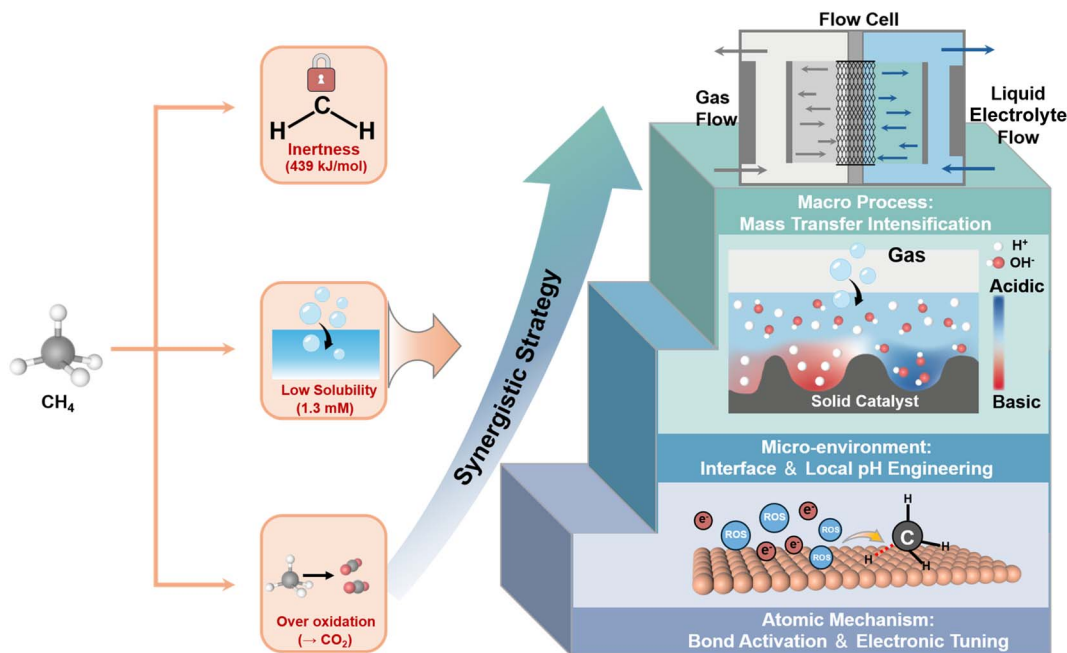 CH₄
C
H H
Inertness
(439 kJ/mol)
Low Solubility
(1.3 mM)
Over oxidation
(→ CO₂)
Synergistic Strategy
Flow Cell
Gas
Flow
Liquid
Electrolyte
Flow
Macro Process:
Mass Transfer Intensification
Gas
H⁺
OH⁻
Acidic
Basic
Solid Catalyst
Micro-environment:
Interface & Local pH Engineering
e⁻
ROS
ROS
e⁻
ROS
e⁻
e⁻
ROS
H
C
H
H
H
Atomic Mechanism:
Bond Activation & Electronic Tuning